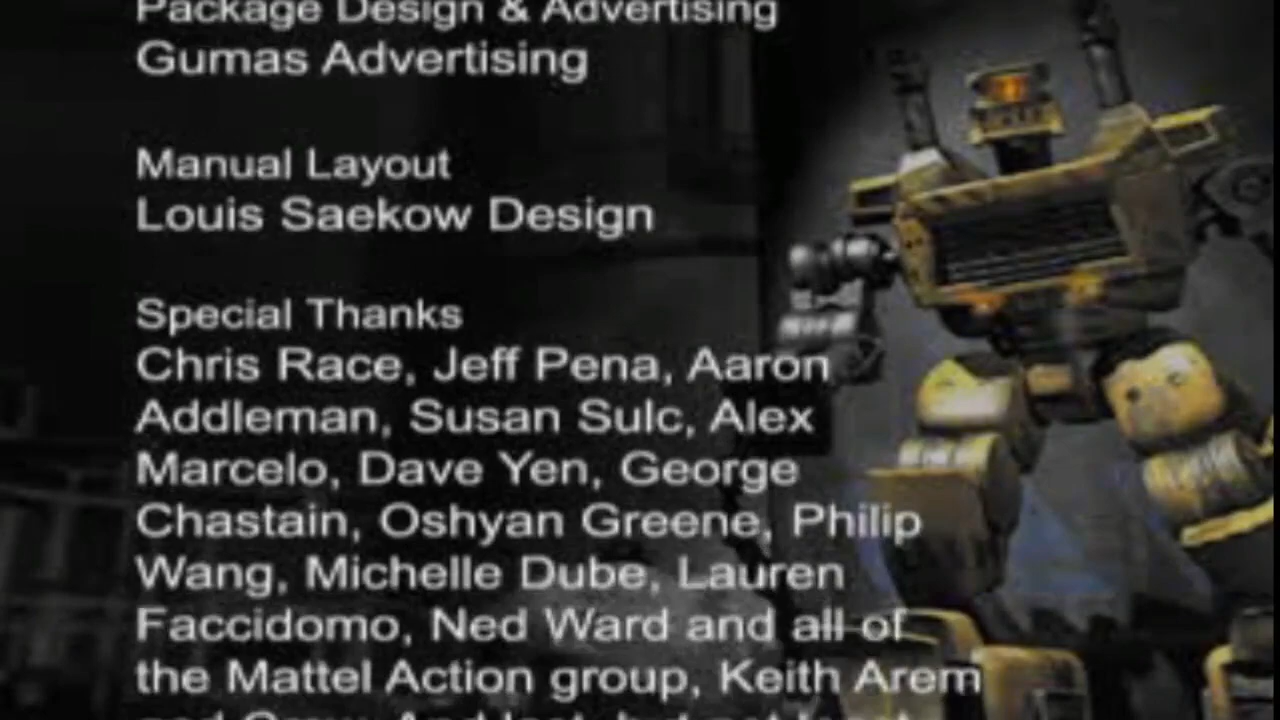 Package Design & Advertising
Gumas Advertising
Manual Layout
Louis Saekow Design
Special Thanks
Chris Race, Jeff Pena, Aaron
Addleman, Susan Sulc, Alex
Marcelo, Dave Yen, George
Chastain, Oshyan Greene, Philip
Wang, Michelle Dube, Lauren
Faccidomo, Ned Ward and all of
the Mattel Action group, Keith Arem